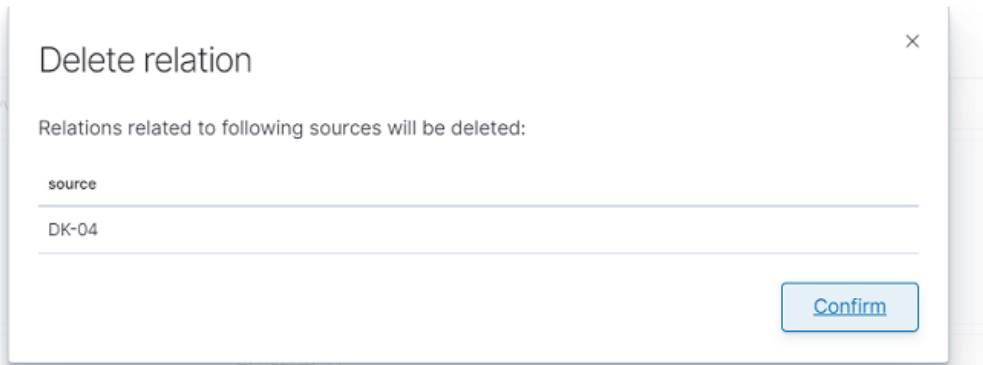 Delete relation
Relations related to following sources will be deleted:
source
DK-04
Confirm